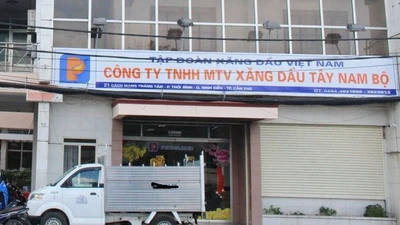 TẬP ĐOÀN XĂNG DẦU VIỆT NAM
CÔNG TY TNHH MTV XĂNG DẦU TÂY NAM BỘ
21 CÁCH MẠNG THÁNG TÁM - P. THỚI BÌNH - Q. NINH KIỀU - TP. CẦN THƠ